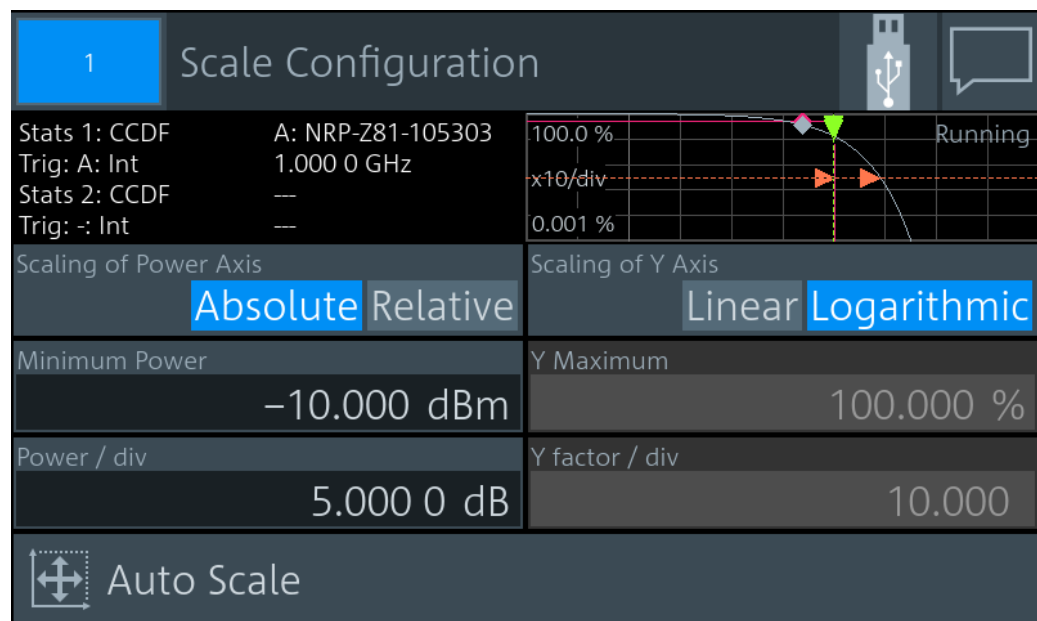 1
Scale Configuration
Stats 1: CCDF A: NRP-Z81-105303
Trig: A: Int 1.000 0 GHz
Stats 2: CCDF ---
Trig: -: Int ---
100.0 % Running
x10/div
0.001 %
Scaling of Power Axis
Absolute Relative
Scaling of Y Axis
Linear Logarithmic
Minimum Power
−10.000 dBm
Y Maximum
100.000 %
Power / div
5.000 0 dB
Y factor / div
10.000
Auto Scale